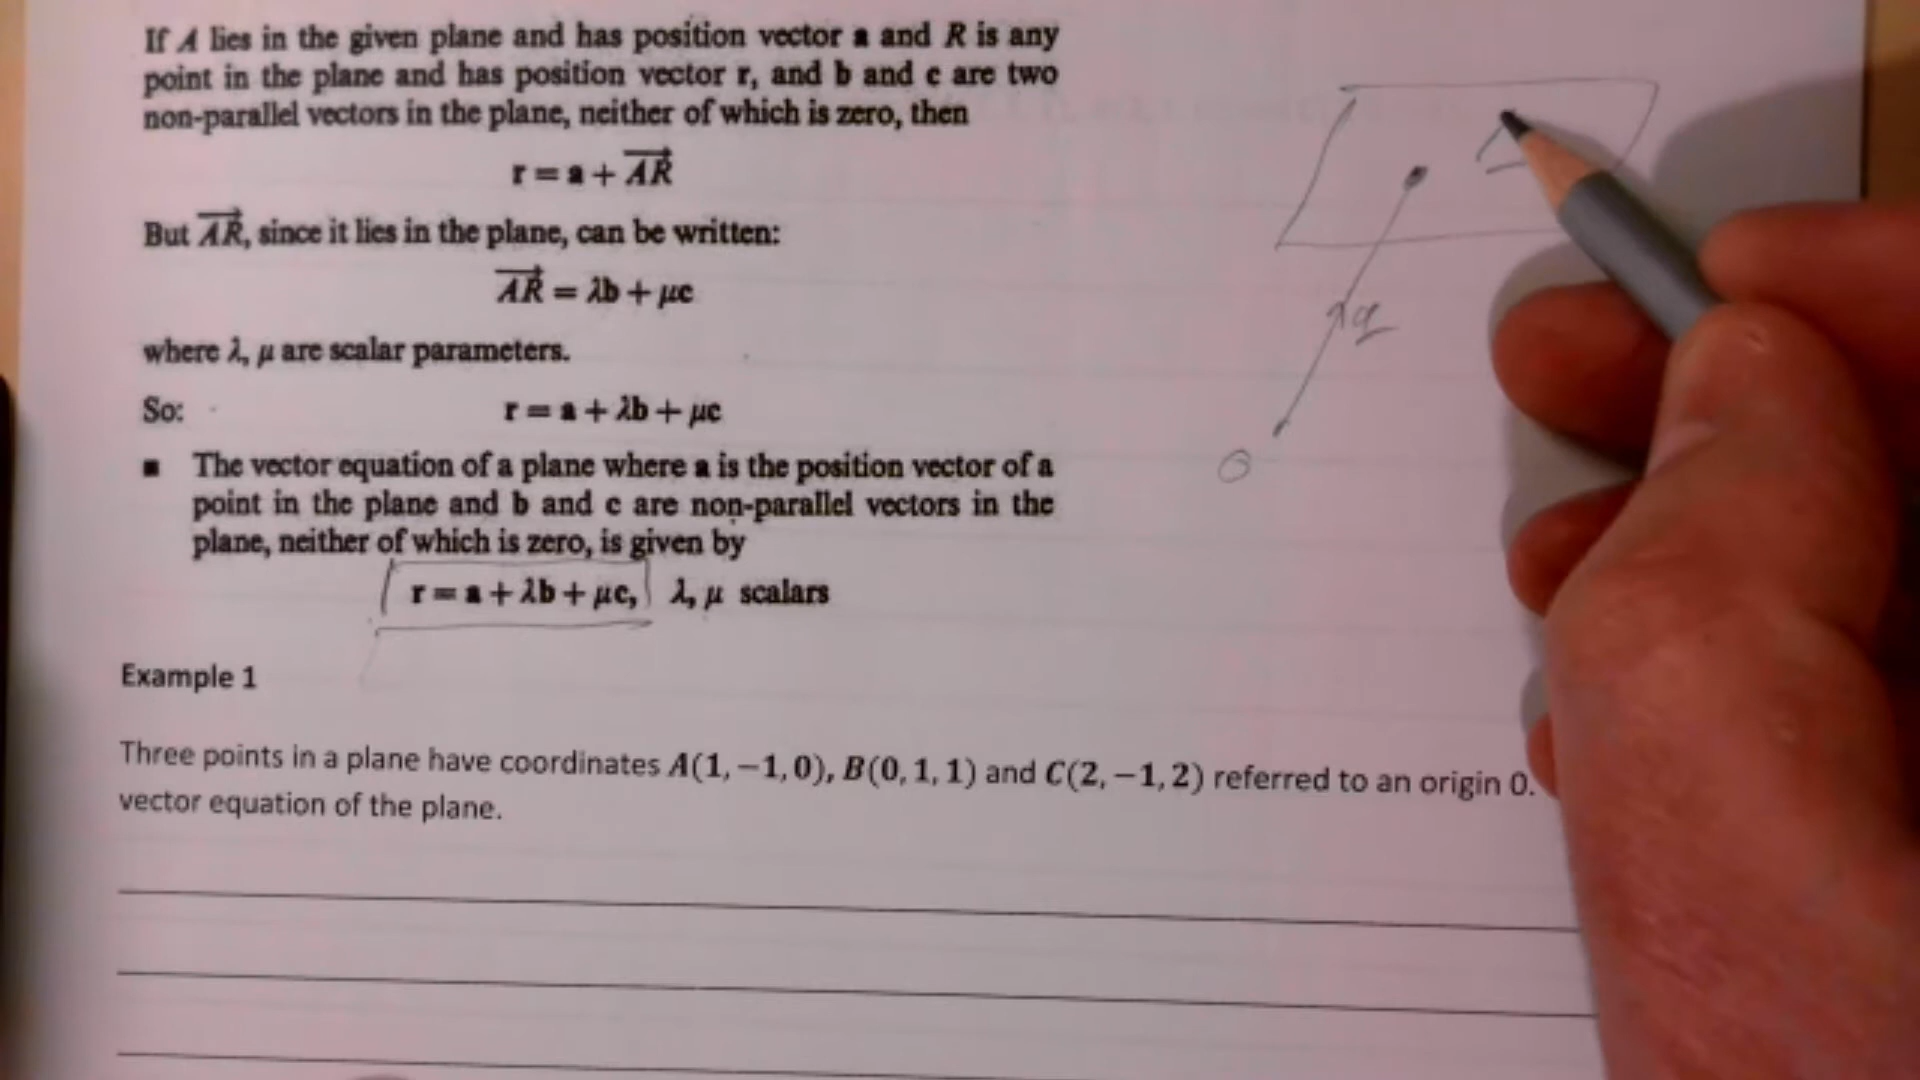 If A lies in the given plane and has position vector a and R is any
point in the plane and has position vector r, and b and c are two
non-parallel vectors in the plane, neither of which is zero, then
r = a + \overrightarrow{AR}
But \overrightarrow{AR}, since it lies in the plane, can be written:
\overrightarrow{AR} = λb + μc
where λ, μ are scalar parameters.
So: r = a + λb + μc
▪ The vector equation of a plane where a is the position vector of a
point in the plane and b and c are non-parallel vectors in the
plane, neither of which is zero, is given by
r = a + λb + μc, λ, μ scalars
a
O
Example 1
Three points in a plane have coordinates A(1, −1, 0), B(0, 1, 1) and C(2, −1, 2) referred to an origin 0.
vector equation of the plane.